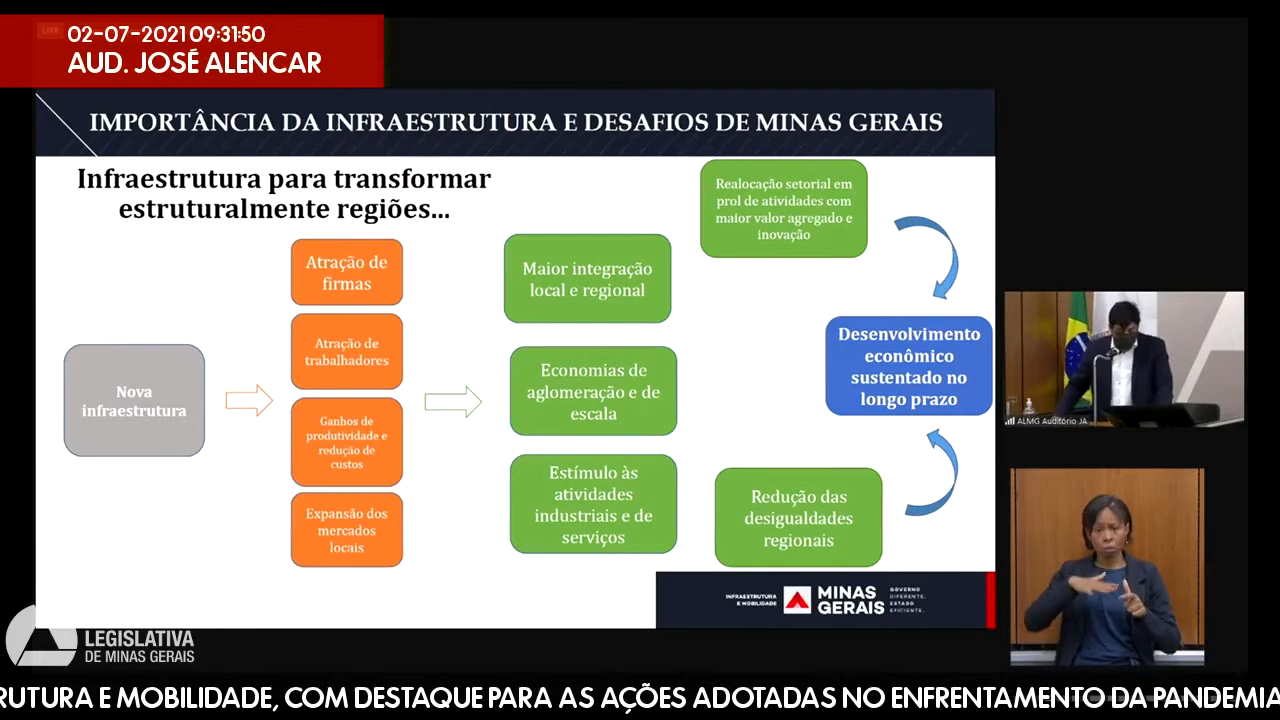 LIVE
02-07-2021 09:31:50
AUD. JOSÉ ALENCAR
IMPORTÂNCIA DA INFRAESTRUTURA E DESAFIOS DE MINAS GERAIS
Infraestrutura para transformar
estruturalmente regiões...
Nova
infraestrutura
Atração de
firmas
Atração de
trabalhadores
Ganhos de
produtividade e
redução de
custos
Expansão dos
mercados
locais
Maior integração
local e regional
Economias de
aglomeração e de
escala
Estímulo às
atividades
industriais e de
serviços
Realocação setorial em
prol de atividades com
maior valor agregado e
inovação
Desenvolvimento
econômico
sustentado no
longo prazo
Redução das
desigualdades
regionais
INFRAESTRUTURA
E MOBILIDADE
MINAS
GERAIS
GOVERNO
DIFERENTE.
ESTADO
EFICIENTE.
ALMG Auditório JA
LEGISLATIVA
DE MINAS GERAIS
RUTURA E MOBILIDADE, COM DESTAQUE PARA AS AÇÕES ADOTADAS NO ENFRENTAMENTO DA PANDEMIA